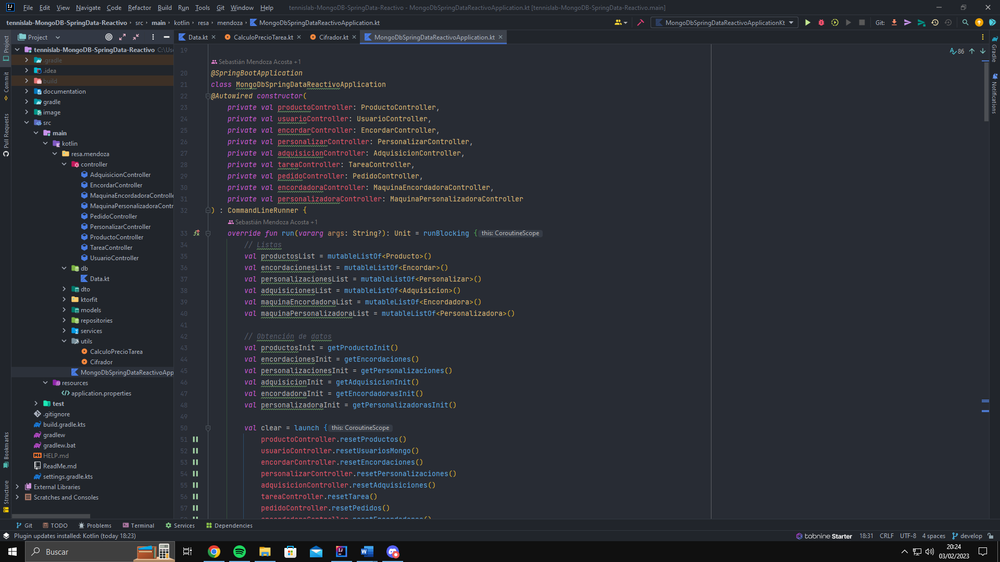 File Edit View Navigate Code Refactor Build Run Tools Git Window Help tennislab-MongoDB-SpringData-Reactivo - MongoDbSpringDataReactivoApplication.kt [tennislab-MongoDB-SpringData-Reactivo.main]
tennislab-MongoDB-SpringData-Reactivo src main kotlin resa mendoza MongoDbSpringDataReactivoApplication.kt MongoDbSpringDataReactivoApplicationKt Git:
Project Data.kt CalculoPrecioTarea.kt Cifrador.kt MongoDbSpringDataReactivoApplication.kt
Project
Commit
Pull Requests
Bookmarks
Structure
tennislab-MongoDB-SpringData-Reactivo C:\Us
.gradle
.idea
build
documentation
gradle
image
src
main
kotlin
resa.mendoza
controller
AdquisicionController
EncordarController
MaquinaEncordadoraControlle
MaquinaPersonalizadoraContr
PedidoController
PersonalizarController
ProductoController
TareaController
UsuarioController
db
Data.kt
dto
ktorfit
models
repositories
services
utils
CalculoPrecioTarea
Cifrador
MongoDbSpringDataReactivoApp
resources
application.properties
test
.gitignore
build.gradle.kts
gradlew
gradlew.bat
HELP.md
ReadMe.md
settings.gradle.kts
External Libraries
Scratches and Consoles
19
Sebastián Mendoza Acosta +1
20 @SpringBootApplication
21 class MongoDbSpringDataReactivoApplication
22 @Autowired constructor(
23 private val productoController: ProductoController,
24 private val usuarioController: UsuarioController,
25 private val encordarController: EncordarController,
26 private val personalizarController: PersonalizarController,
27 private val adquisicionController: AdquisicionController,
28 private val tareaController: TareaController,
29 private val pedidoController: PedidoController,
30 private val encordadoraController: MaquinaEncordadoraController,
31 private val personalizadoraController: MaquinaPersonalizadoraController
32 ) : CommandLineRunner {
Sebastián Mendoza Acosta +1
33 override fun run(vararg args: String?): Unit = runBlocking { this: CoroutineScope
34 // Listas
35 val productosList = mutableListOf<Producto>()
36 val encordacionesList = mutableListOf<Encordar>()
37 val personalizacionesList = mutableListOf<Personalizar>()
38 val adquisicionesList = mutableListOf<Adquisicion>()
39 val maquinaEncordadoraList = mutableListOf<Encordadora>()
40 val maquinaPersonalizadoraList = mutableListOf<Personalizadora>()
41
42 // Obtención de datos
43 val productosInit = getProductoInit()
44 val encordacionesInit = getEncordaciones()
45 val personalizacionesInit = getPersonalizaciones()
46 val adquisicionInit = getAdquisicionInit()
47 val encordadoraInit = getEncordadorasInit()
48 val personalizadoraInit = getPersonalizadorasInit()
49
50 val clear = launch { this: CoroutineScope
51 productoController.resetProductos()
52 usuarioController.resetUsuariosMongo()
53 encordarController.resetEncordaciones()
54 personalizarController.resetPersonalizaciones()
55 adquisicionController.resetAdquisiciones()
56 tareaController.resetTarea()
57 pedidoController.resetPedidos()
86
Gradle
Notifications
Git TODO Problems Terminal Services Dependencies
Plugin updates installed: Kotlin (today 18:23) tabnine Starter 18:31 CRLF UTF-8 4 spaces develop
Buscar
20:24
03/02/2023